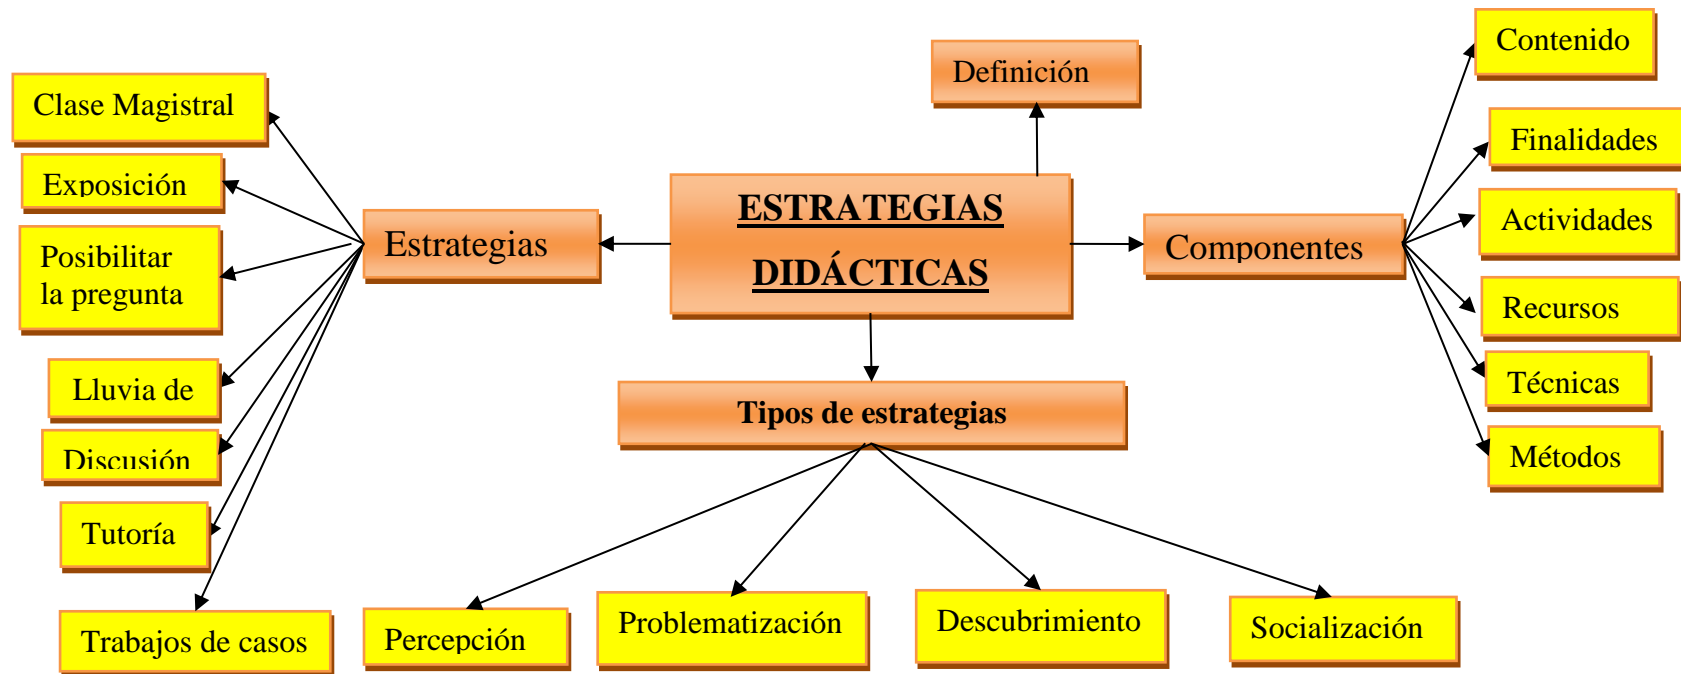 Contenido
Definición
Clase Magistral
Finalidades
Exposición
ESTRATEGIAS
DIDÁCTICAS
Actividades
Estrategias
Componentes
Posibilitar
la pregunta
Recursos
Lluvia de
Técnicas
Tipos de estrategias
Discusión
Métodos
Tutoría
Trabajos de casos
Percepción
Problematización
Descubrimiento
Socialización